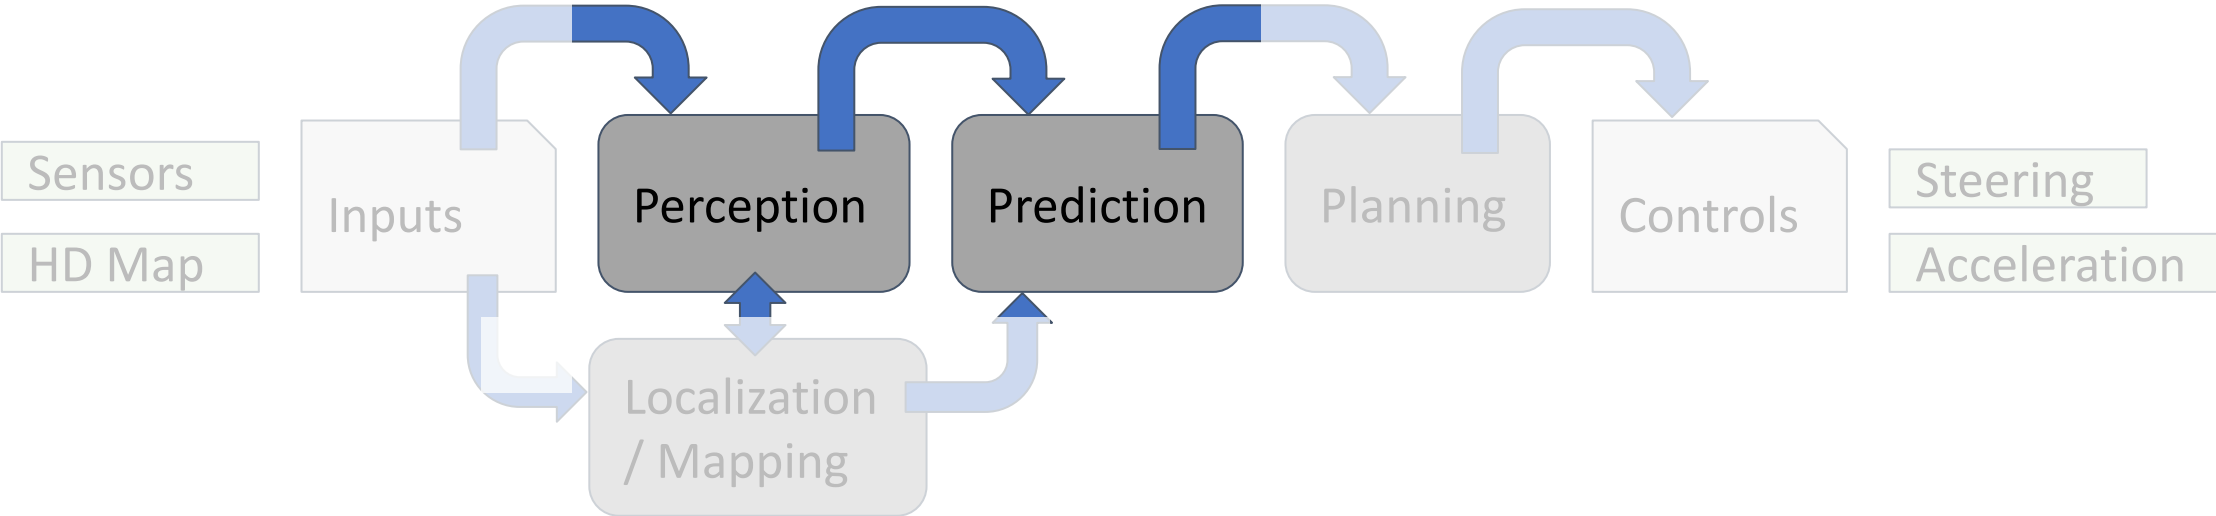 Sensors
HD Map
Inputs
Perception
Prediction
Planning
Controls
Steering
Acceleration
Localization
/ Mapping